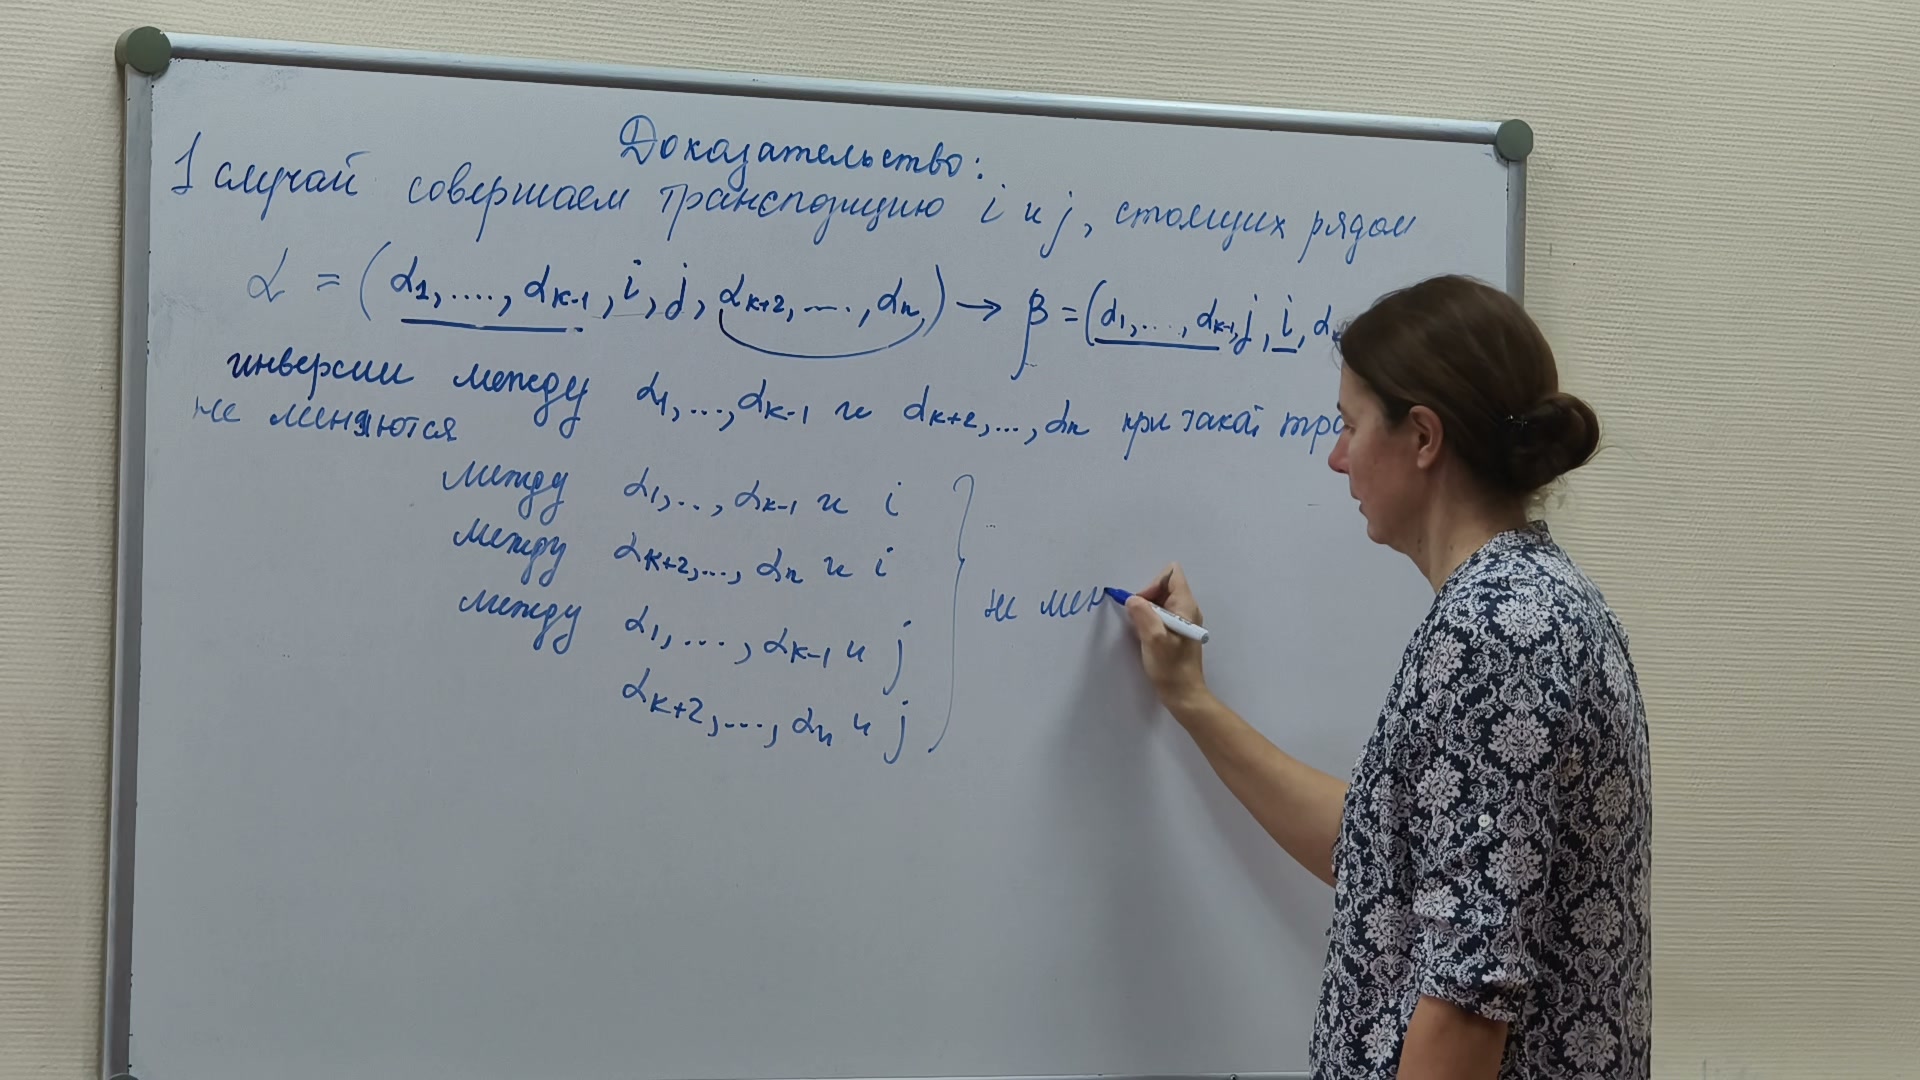 Доказательство:
1 случай совершаем транспозицию i и j, стоящих рядом
α = (α₁, ...., αₖ₋₁, i, j, αₖ₊₂, ...., αₙ) → β = (α₁, ..., αₖ₋₁, j, i,
инверсии между α₁, ..., αₖ₋₁ и αₖ₊₂, ..., αₙ при такой
не меняются
между α₁, .., αₖ₋₁ и i
между αₖ₊₂, ..., αₙ и i
между α₁, ..., αₖ₋₁ и j
αₖ₊₂, ..., αₙ и j
не мен